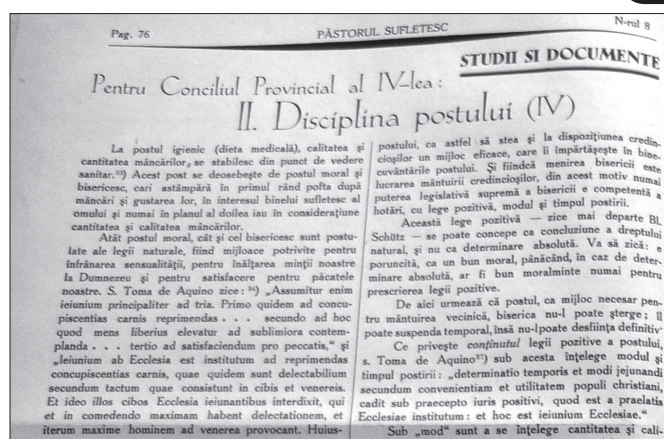 Pag. 76
PĂSTORUL SUFLETESC
N-rul 8
STUDII SI DOCUMENTE
Pentru Conciliul Provincial al IV-lea:
II. Disciplina postului (IV)
La postul igienic (dieta medicală), calitatea și
cantitatea mâncărilor, se stabilesc din punct de vedere
sanitar.³³) Acest post se deosebește de postul moral și
bisericesc, cari astâmpără în primul rând pofta după
mâncări și gustarea lor, în interesul binelui sufletesc al
omului și numai în planul al doilea iau în considerațiune
cantitatea și calitatea mâncărilor.
Atât postul moral, cât și cel bisericesc sunt postu-
late ale legii naturale, fiind mijloace potrivite pentru
înfrânarea sensualității, pentru înălțarea minții noastre
la Dumnezeu și pentru satisfacere pentru păcatele
noastre. S. Toma de Aquino zice: ³⁴) „Assumitur enim
ieiunium principaliter ad tria. Primo quidem ad concu-
piscentias carnis reprimendas . . . secundo ad hoc
quod mens liberius elevatur ad sublimiora contem-
planda . . . tertio ad satisfaciendum pro peccatis,“ și
„Ieiunium ab Ecclesia est institutum ad reprimendas
concupiscentias carnis, quae quidem sunt delectabilium
secundum tactum quae consistunt in cibis et venereis.
Et ideo illos cibos Ecclesia ieiunantibus interdixit, qui
et in comedendo maximam habent delectationem, et
iterum maxime hominem ad venerea provocant. Huius-
postului, ca astfel să stea și la dispozițiunea credin-
cioșilor un mijloc eficace, care îi împărtășește în bine-
cuvântările postului. Și fiindcă menirea bisericii este
lucrarea mântuirii credincioșilor, din acest motiv numai
puterea legislativă supremă a bisericii e competentă a
hotărî, cu lege pozitivă, modul și timpul postirii.
Această lege pozitivă — zice mai departe Bl.
Schütz — se poate concepe ca concluziune a dreptului
natural, și nu ca determinare absolută. Va să zică: e
poruncită, ca un bun moral, pânăcând, în caz de deter-
minare absolută, ar fi bun moralminte numai pentru
prescrierea legii pozitive.
De aici urmează că postul, ca mijloc necesar pen-
tru mântuirea vecinică, biserica nu-l poate șterge; îl
poate suspenda temporal, însă nu-l poate desființa definitiv
Ce privește conținutul legii pozitive a postului,
s. Toma de Aquino³⁷) sub acesta înțelege modul și
timpul postirii: „determinatio temporis et modi jejunandi
secundum convenientiam et utilitatem populi christiani,
cadit sub praecepto iuris positivi, quod est a praelatis
Ecclesiae institutum: et hoc est ieiunium Ecclesiae.“
Sub „mod“ sunt a se înțelege cantitatea și cali-